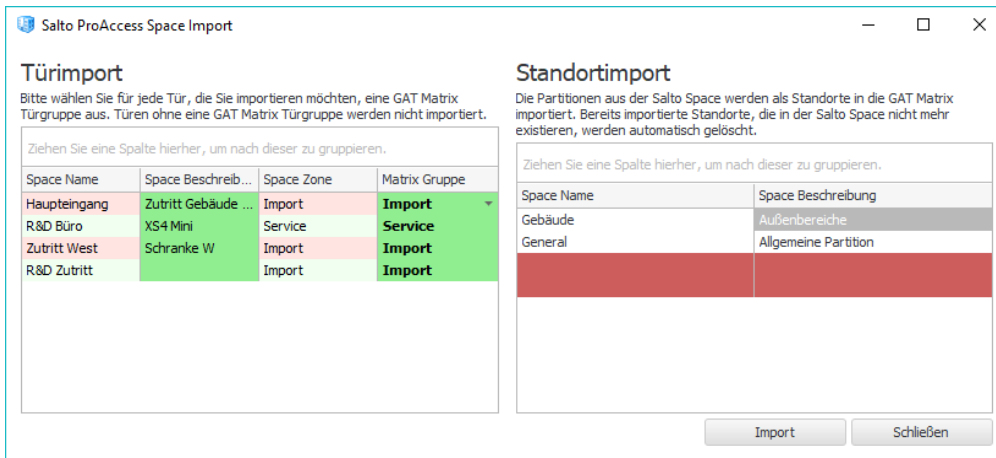 Salto ProAccess Space Import
Türimport
Bitte wählen Sie für jede Tür, die Sie importieren möchten, eine GAT Matrix
Türgruppe aus. Türen ohne eine GAT Matrix Türgruppe werden nicht importiert.
Ziehen Sie eine Spalte hierher, um nach dieser zu gruppieren.
Space Name Space Beschreib... Space Zone Matrix Gruppe
Haupteingang Zutritt Gebäude ... Import Import
R&D Büro XS4 Mini Service Service
Zutritt West Schranke W Import Import
R&D Zutritt Import Import
Standortimport
Die Partitionen aus der Salto Space werden als Standorte in die GAT Matrix
importiert. Bereits importierte Standorte, die in der Salto Space nicht mehr
existieren, werden automatisch gelöscht.
Ziehen Sie eine Spalte hierher, um nach dieser zu gruppieren.
Space Name Space Beschreibung
Gebäude Außenbereiche
General Allgemeine Partition
Import Schließen